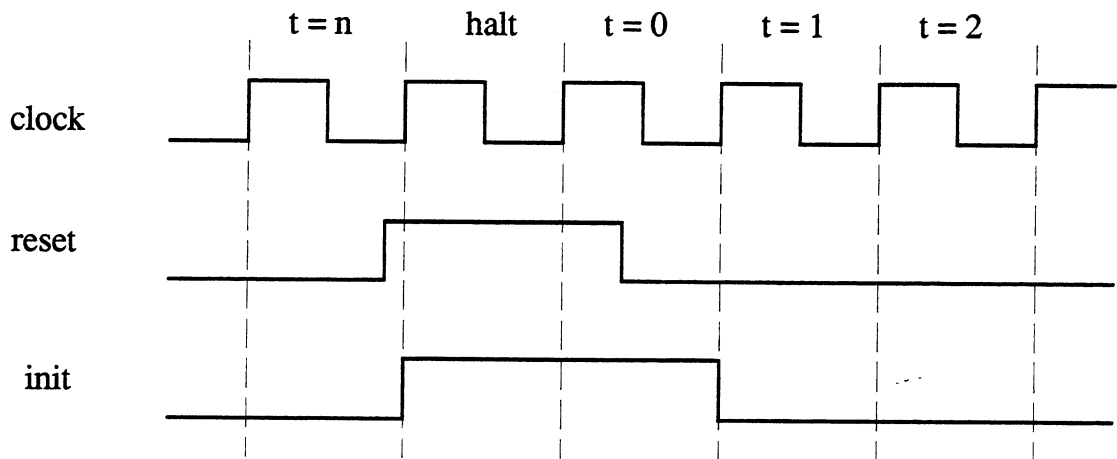 t = n halt t = 0 t = 1 t = 2
clock
reset
init